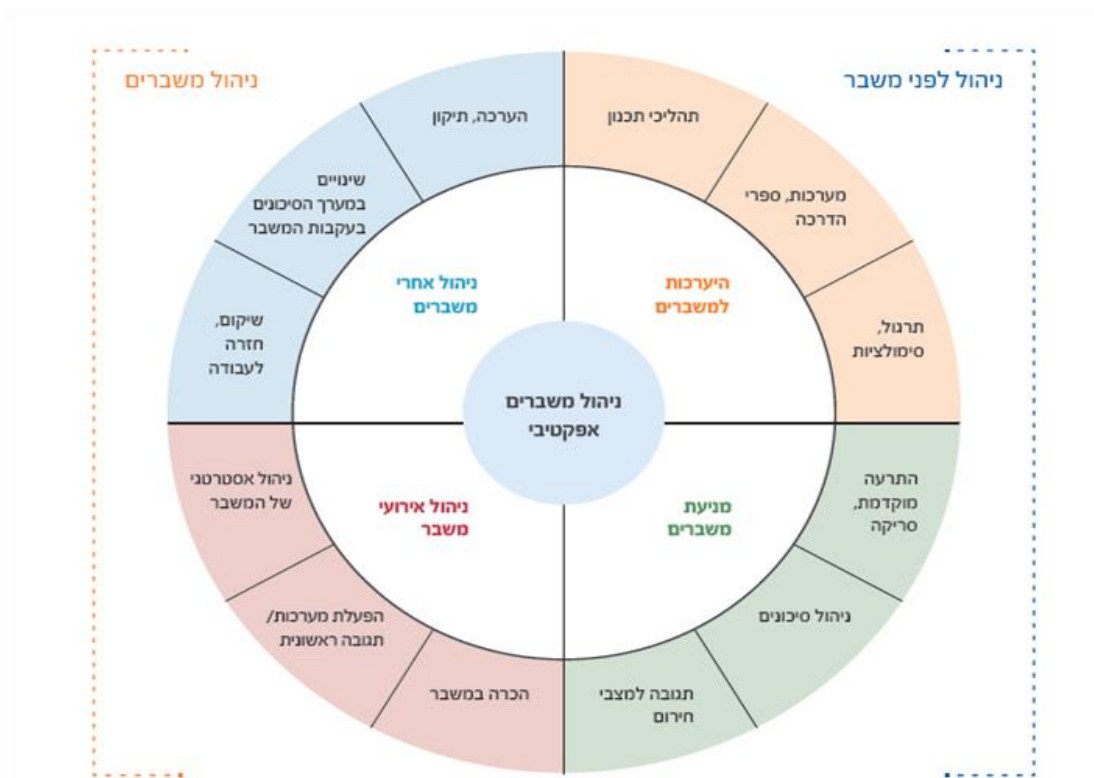 ניהול לפני משבר
ניהול משברים
תהליכי תכנון
מערכות, ספרי
הדרכה
תרגול,
סימולציות
היערכות
למשברים
התרעה
מוקדמת,
סריקה
ניהול סיכונים
תגובה למצבי
חירום
מניעת
משברים
הכרה במשבר
הפעלת מערכות/
תגובה ראשונית
ניהול אסטרטגי
של המשבר
ניהול אירועי
משבר
שיקום,
חזרה
לעבודה
שינויים
במערך הסיכונים
בעקבות המשבר
הערכה, תיקון
ניהול אחרי
משברים
ניהול משברים
אפקטיבי